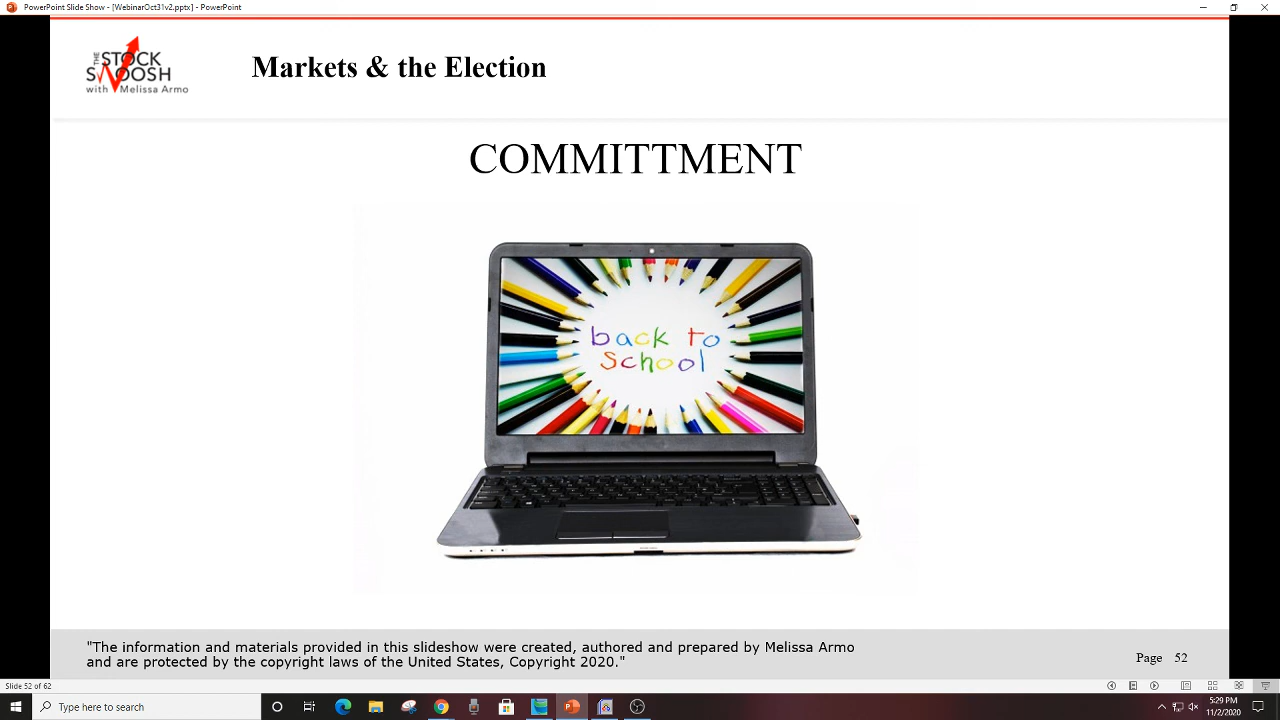 PowerPoint Slide Show - [WebinarOct31v2.pptx] - PowerPoint
THE STOCK
SWOOSH
with Melissa Armo
Markets & the Election
COMMITTMENT
back to
school
"The information and materials provided in this slideshow were created, authored and prepared by Melissa Armo
and are protected by the copyright laws of the United States, Copyright 2020."
Page 52
Slide 52 of 62
Type here to search
5:29 PM
11/2/2020